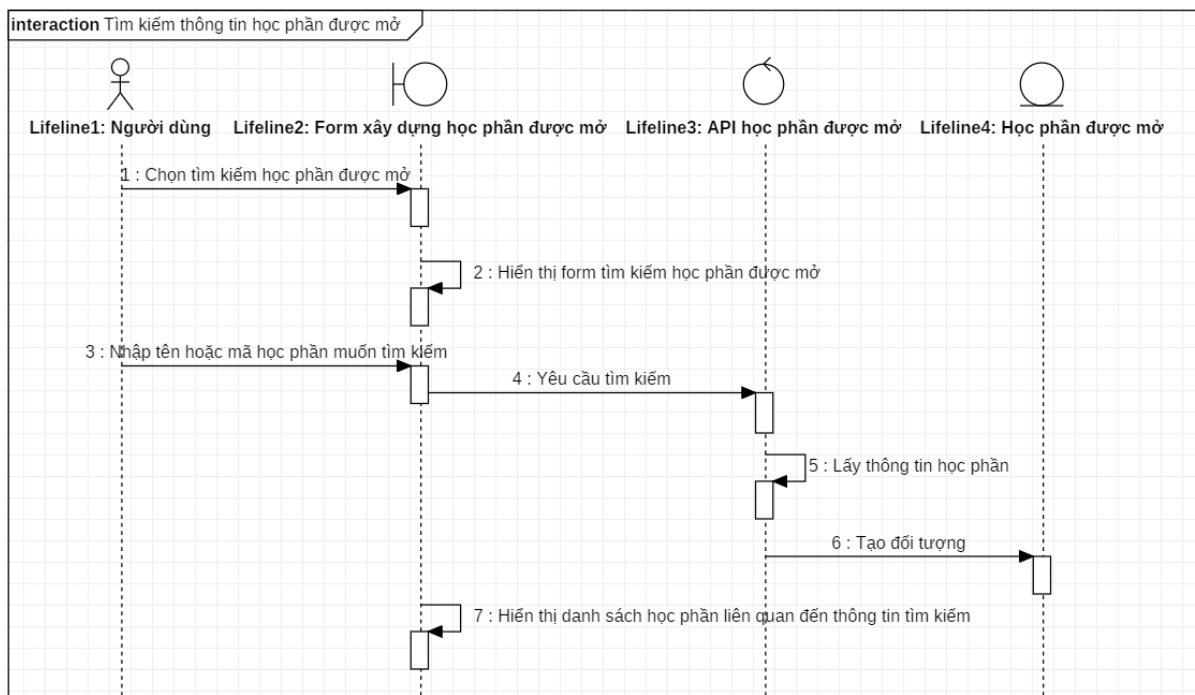 interaction Tìm kiếm thông tin học phần được mở
Lifeline1: Người dùng
Lifeline2: Form xây dựng học phần được mở
Lifeline3: API học phần được mở
Lifeline4: Học phần được mở
1 : Chọn tìm kiếm học phần được mở
2 : Hiển thị form tìm kiếm học phần được mở
3 : Nhập tên hoặc mã học phần muốn tìm kiếm
4 : Yêu cầu tìm kiếm
5 : Lấy thông tin học phần
6 : Tạo đối tượng
7 : Hiển thị danh sách học phần liên quan đến thông tin tìm kiếm